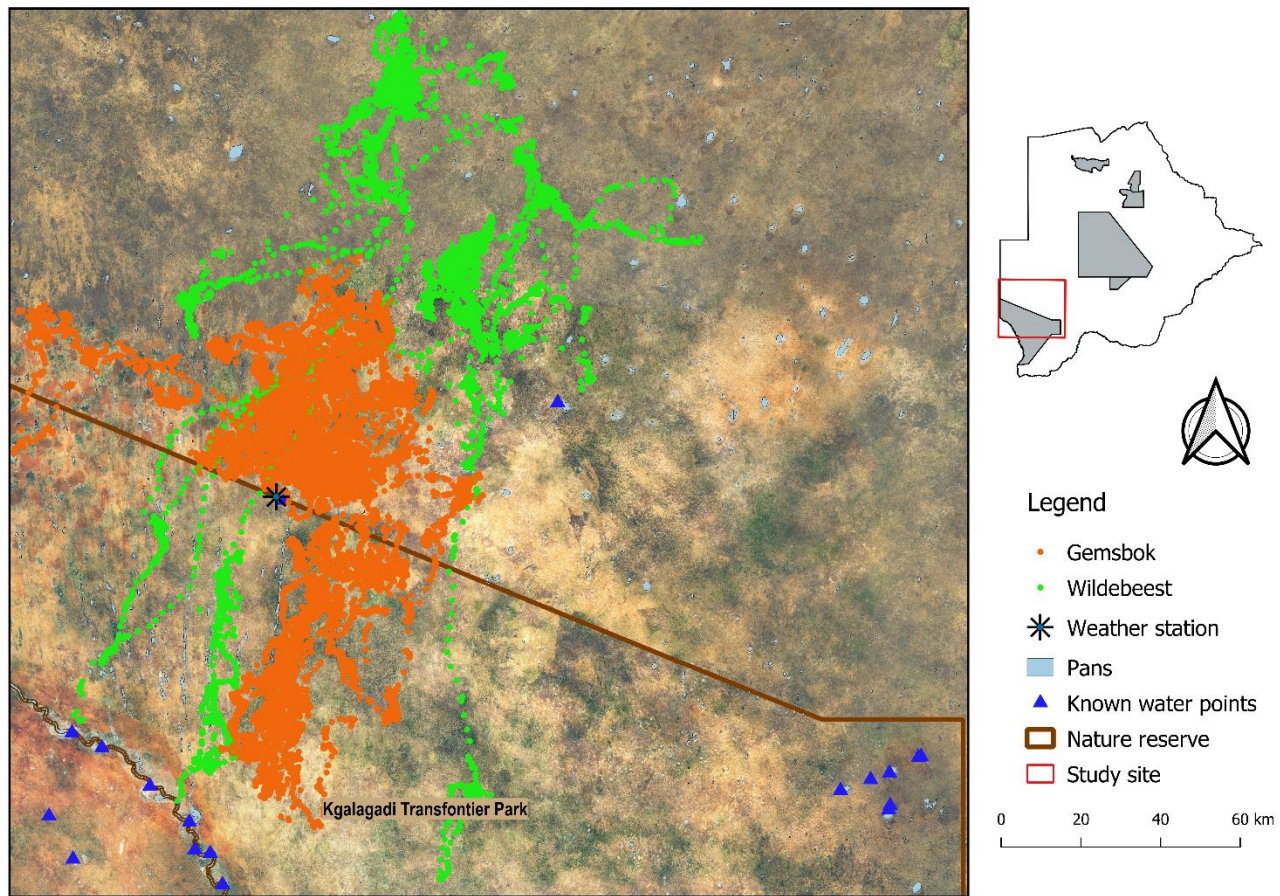 Kgalagadi Transfontier Park
Legend
Gemsbok
Wildebeest
Weather station
Pans
Known water points
Nature reserve
Study site
0 20 40 60 km